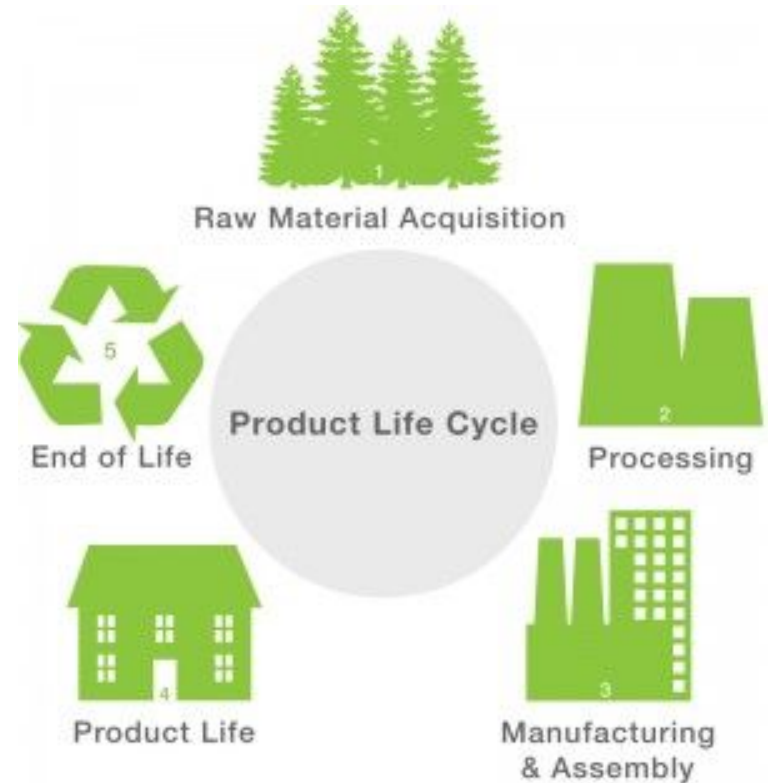 1
Raw Material Acquisition
5
End of Life
Product Life Cycle
2
Processing
4
Product Life
3
Manufacturing
& Assembly